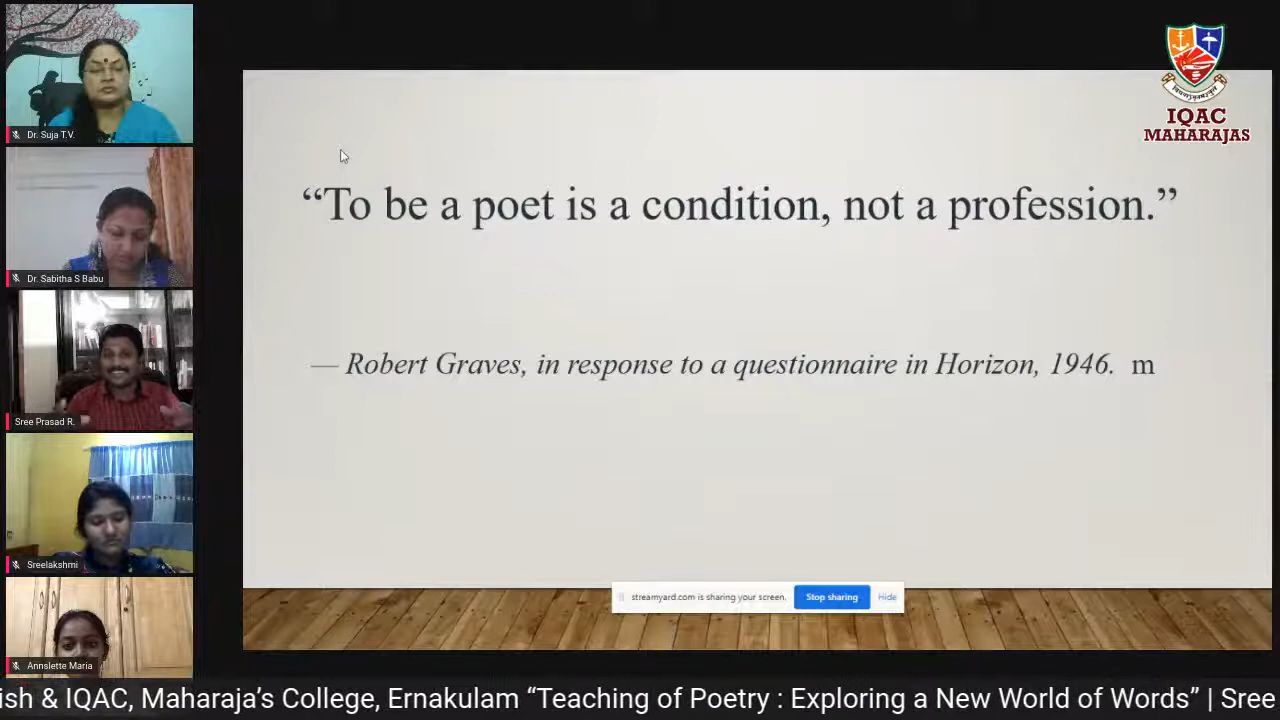 Dr. Suja T.V.
Dr. Sabitha S Babu
Sree Prasad R.
Sreelakshmi
Annslette Maria
IQAC
MAHARAJAS
“To be a poet is a condition, not a profession.”
— Robert Graves, in response to a questionnaire in Horizon, 1946. m
streamyard.com is sharing your screen. Stop sharing Hide
ish & IQAC, Maharaja’s College, Ernakulam “Teaching of Poetry : Exploring a New World of Words” | Sree